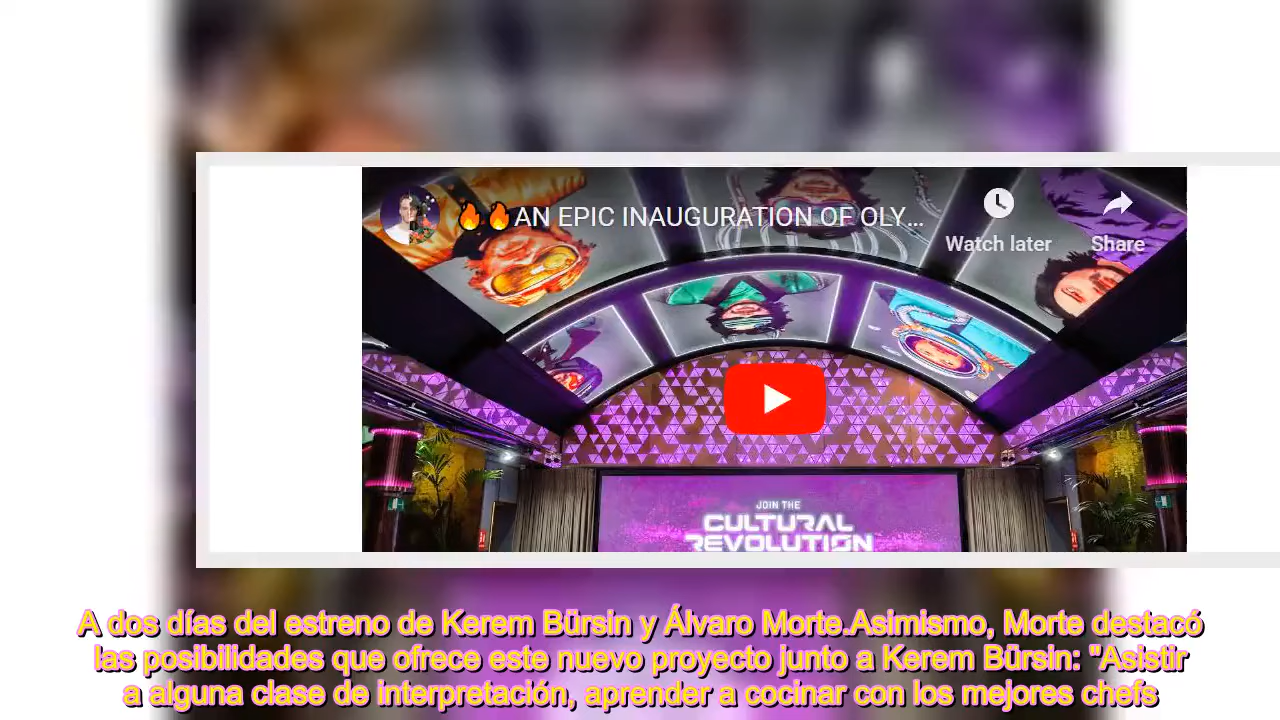 🔥🔥AN EPIC INAUGURATION OF OLY...
Watch later
Share
JOIN THE
CULTURAL
REVOLUTION
A dos días del estreno de Kerem Bürsin y Álvaro Morte.Asimismo, Morte destacó
las posibilidades que ofrece este nuevo proyecto junto a Kerem Bürsin: "Asistir
a alguna clase de interpretación, aprender a cocinar con los mejores chefs